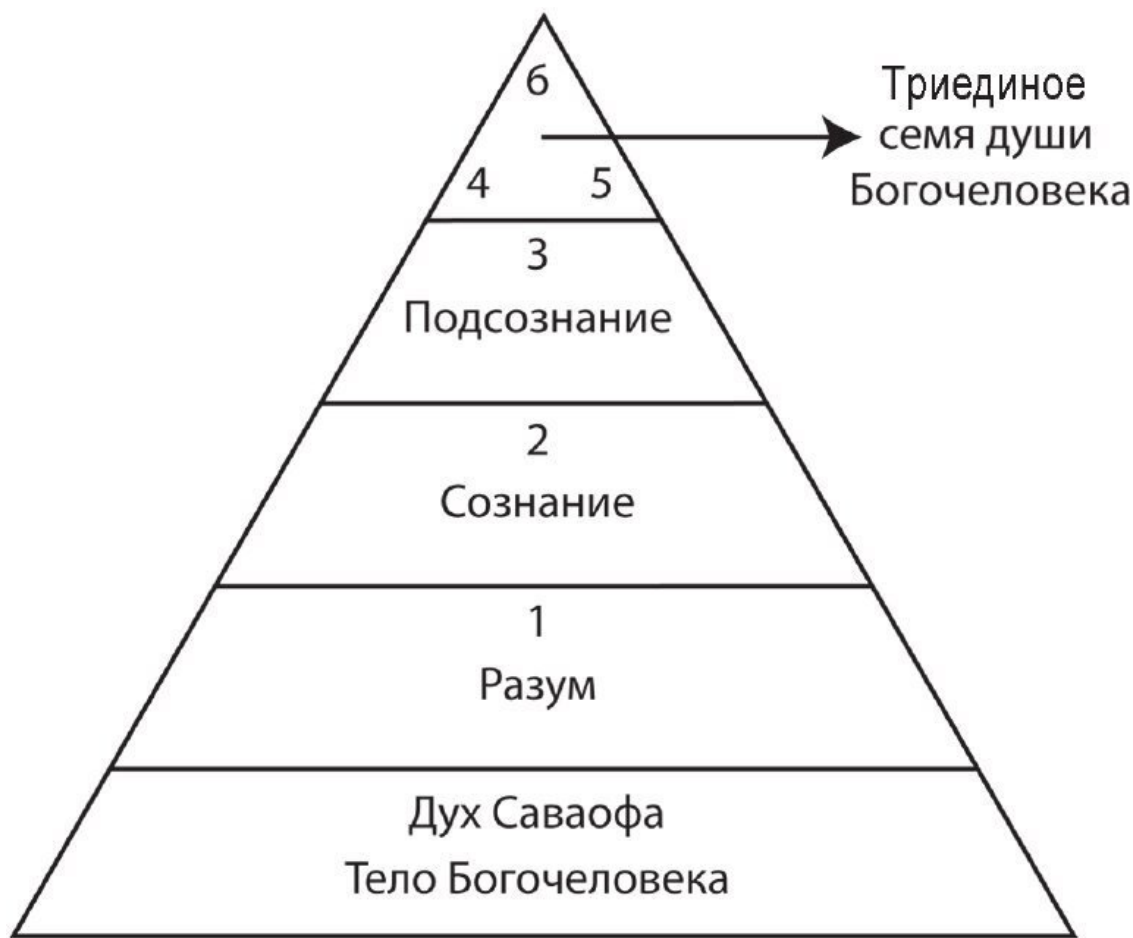 6
4 5
Триединое
семя души
Богочеловека
3
Подсознание
2
Сознание
1
Разум
Дух Саваофа
Тело Богочеловека